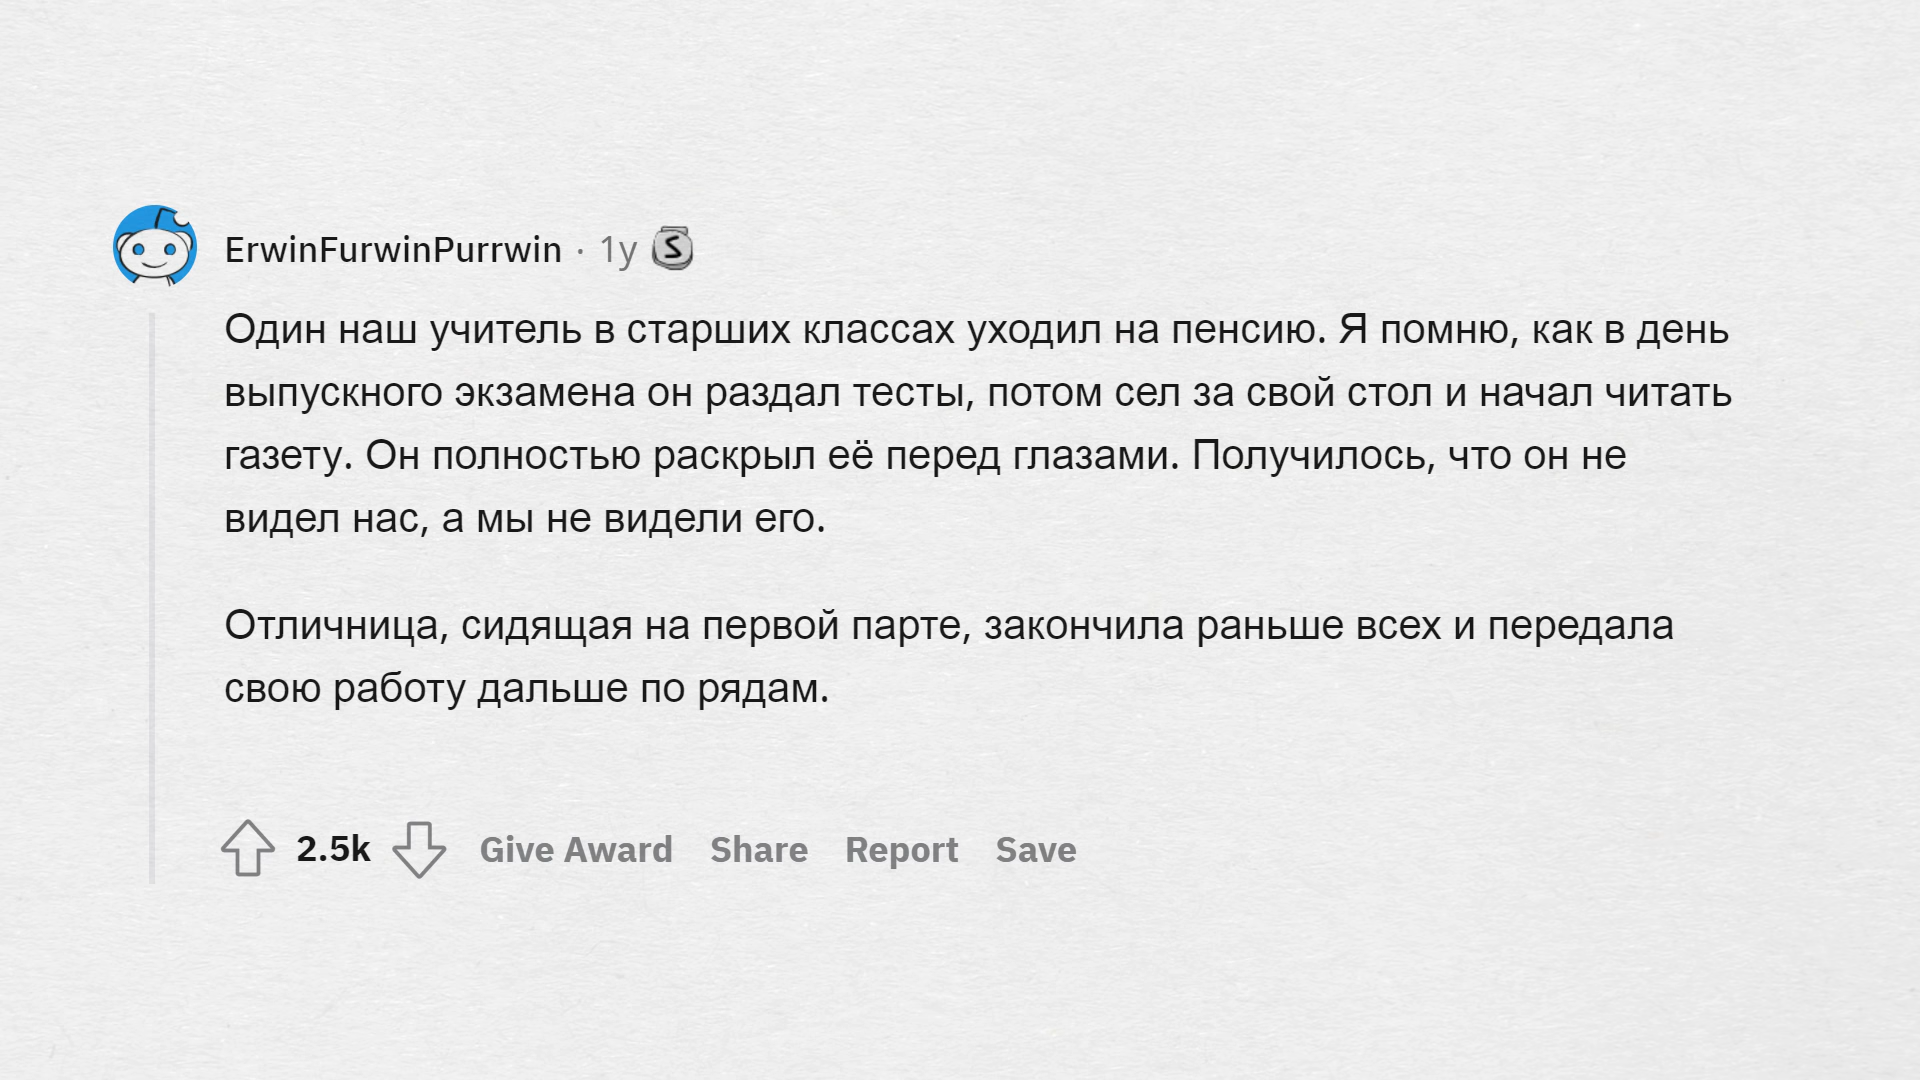 ErwinFurwinPurrwin · 1y S
Один наш учитель в старших классах уходил на пенсию. Я помню, как в день
выпускного экзамена он раздал тесты, потом сел за свой стол и начал читать
газету. Он полностью раскрыл её перед глазами. Получилось, что он не
видел нас, а мы не видели его.
Отличница, сидящая на первой парте, закончила раньше всех и передала
свою работу дальше по рядам.
2.5k Give Award Share Report Save